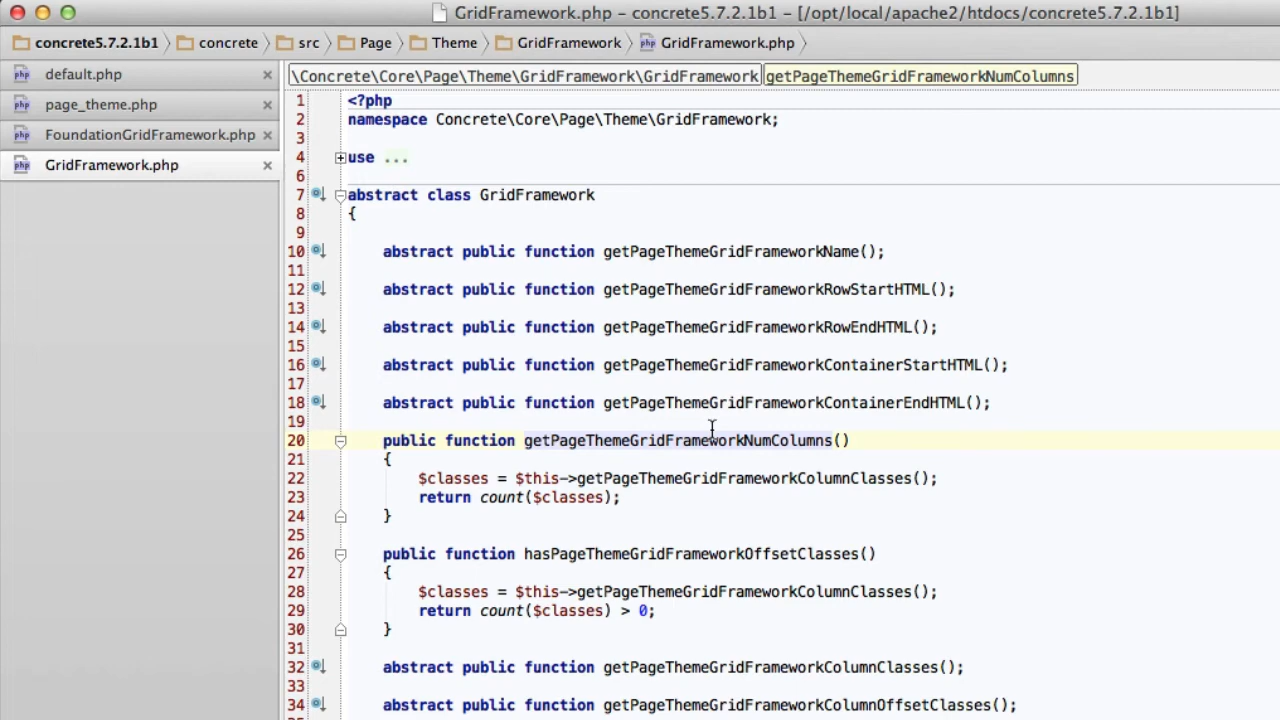 GridFramework.php – concrete5.7.2.1b1 – [/opt/local/apache2/htdocs/concrete5.7.2.1b1]
concrete5.7.2.1b1 concrete src Page Theme GridFramework GridFramework.php
default.php
page_theme.php
FoundationGridFramework.php
GridFramework.php
\Concrete\Core\Page\Theme\GridFramework\GridFramework getPageThemeGridFrameworkNumColumns
1 <?php
2 namespace Concrete\Core\Page\Theme\GridFramework;
3
4 use ...
6
7 abstract class GridFramework
8 {
9
10 abstract public function getPageThemeGridFrameworkName();
11
12 abstract public function getPageThemeGridFrameworkRowStartHTML();
13
14 abstract public function getPageThemeGridFrameworkRowEndHTML();
15
16 abstract public function getPageThemeGridFrameworkContainerStartHTML();
17
18 abstract public function getPageThemeGridFrameworkContainerEndHTML();
19
20 public function getPageThemeGridFrameworkNumColumns()
21 {
22 $classes = $this->getPageThemeGridFrameworkColumnClasses();
23 return count($classes);
24 }
25
26 public function hasPageThemeGridFrameworkOffsetClasses()
27 {
28 $classes = $this->getPageThemeGridFrameworkColumnClasses();
29 return count($classes) > 0;
30 }
31
32 abstract public function getPageThemeGridFrameworkColumnClasses();
33
34 abstract public function getPageThemeGridFrameworkColumnOffsetClasses();